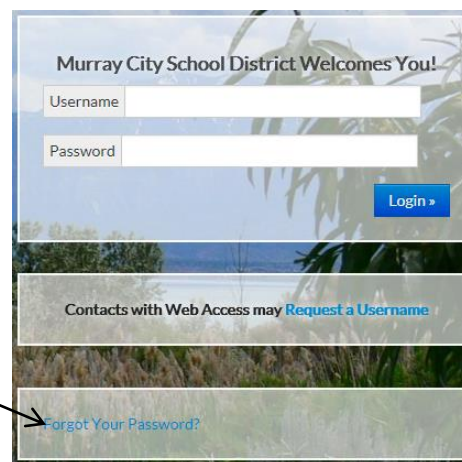 Murray City School District Welcomes You!
Username
Password
Login »
Contacts with Web Access may Request a Username
Forgot Your Password?